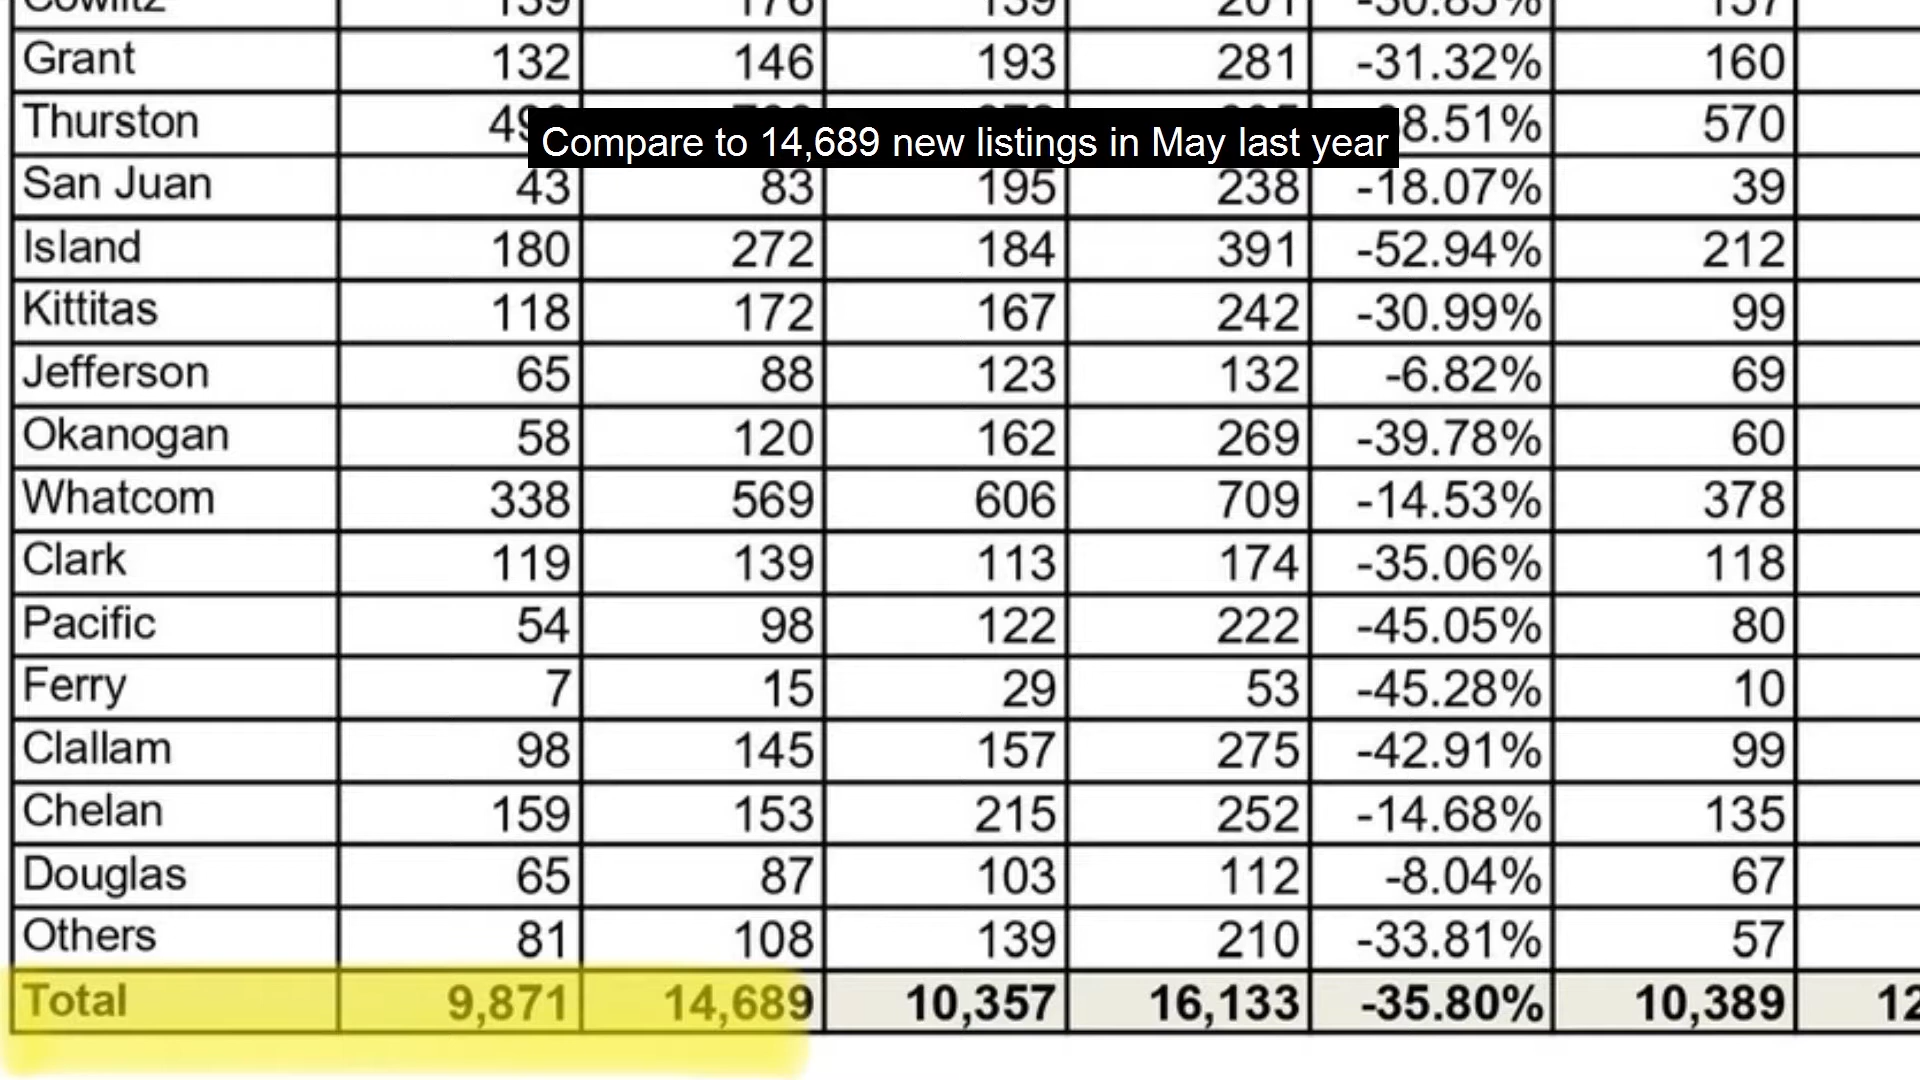 Grant 132 146 193 281 -31.32% 160
Thurston 8.51% 570
Compare to 14,689 new listings in May last year
San Juan 43 83 195 238 -18.07% 39
Island 180 272 184 391 -52.94% 212
Kittitas 118 172 167 242 -30.99% 99
Jefferson 65 88 123 132 -6.82% 69
Okanogan 58 120 162 269 -39.78% 60
Whatcom 338 569 606 709 -14.53% 378
Clark 119 139 113 174 -35.06% 118
Pacific 54 98 122 222 -45.05% 80
Ferry 7 15 29 53 -45.28% 10
Clallam 98 145 157 275 -42.91% 99
Chelan 159 153 215 252 -14.68% 135
Douglas 65 87 103 112 -8.04% 67
Others 81 108 139 210 -33.81% 57
Total 9,871 14,689 10,357 16,133 -35.80% 10,389 12